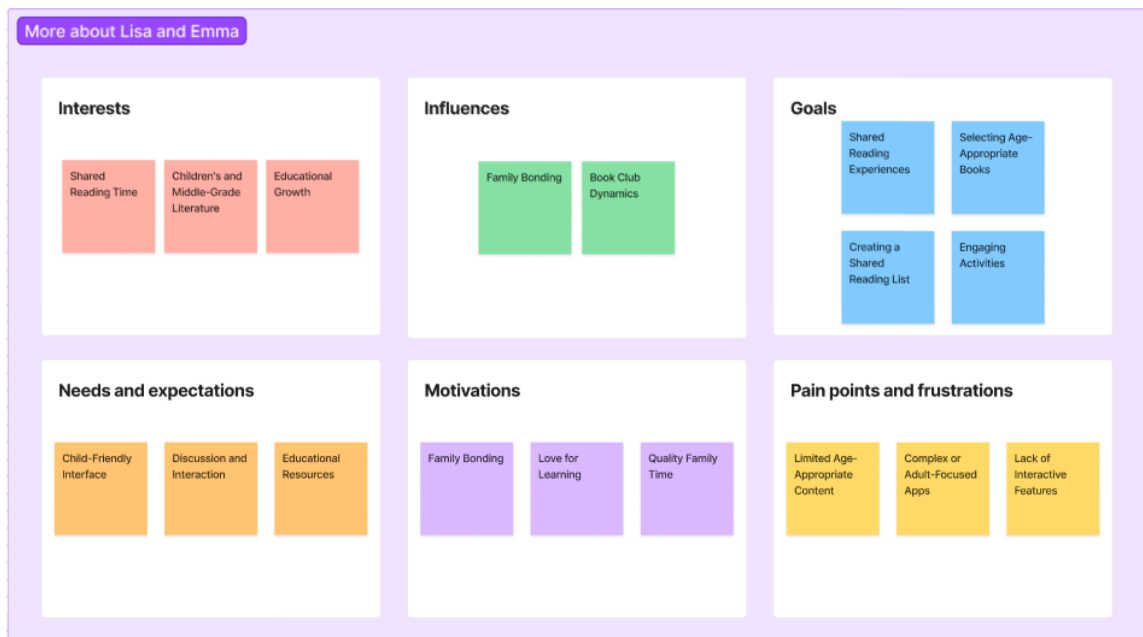 More about Lisa and Emma
Interests
Shared
Reading Time
Children's and
Middle-Grade
Literature
Educational
Growth
Influences
Family Bonding
Book Club
Dynamics
Goals
Shared
Reading
Experiences
Selecting Age-
Appropriate
Books
Creating a
Shared
Reading List
Engaging
Activities
Needs and expectations
Child-Friendly
Interface
Discussion and
Interaction
Educational
Resources
Motivations
Family Bonding
Love for
Learning
Quality Family
Time
Pain points and frustrations
Limited Age-
Appropriate
Content
Complex or
Adult-Focused
Apps
Lack of
Interactive
Features